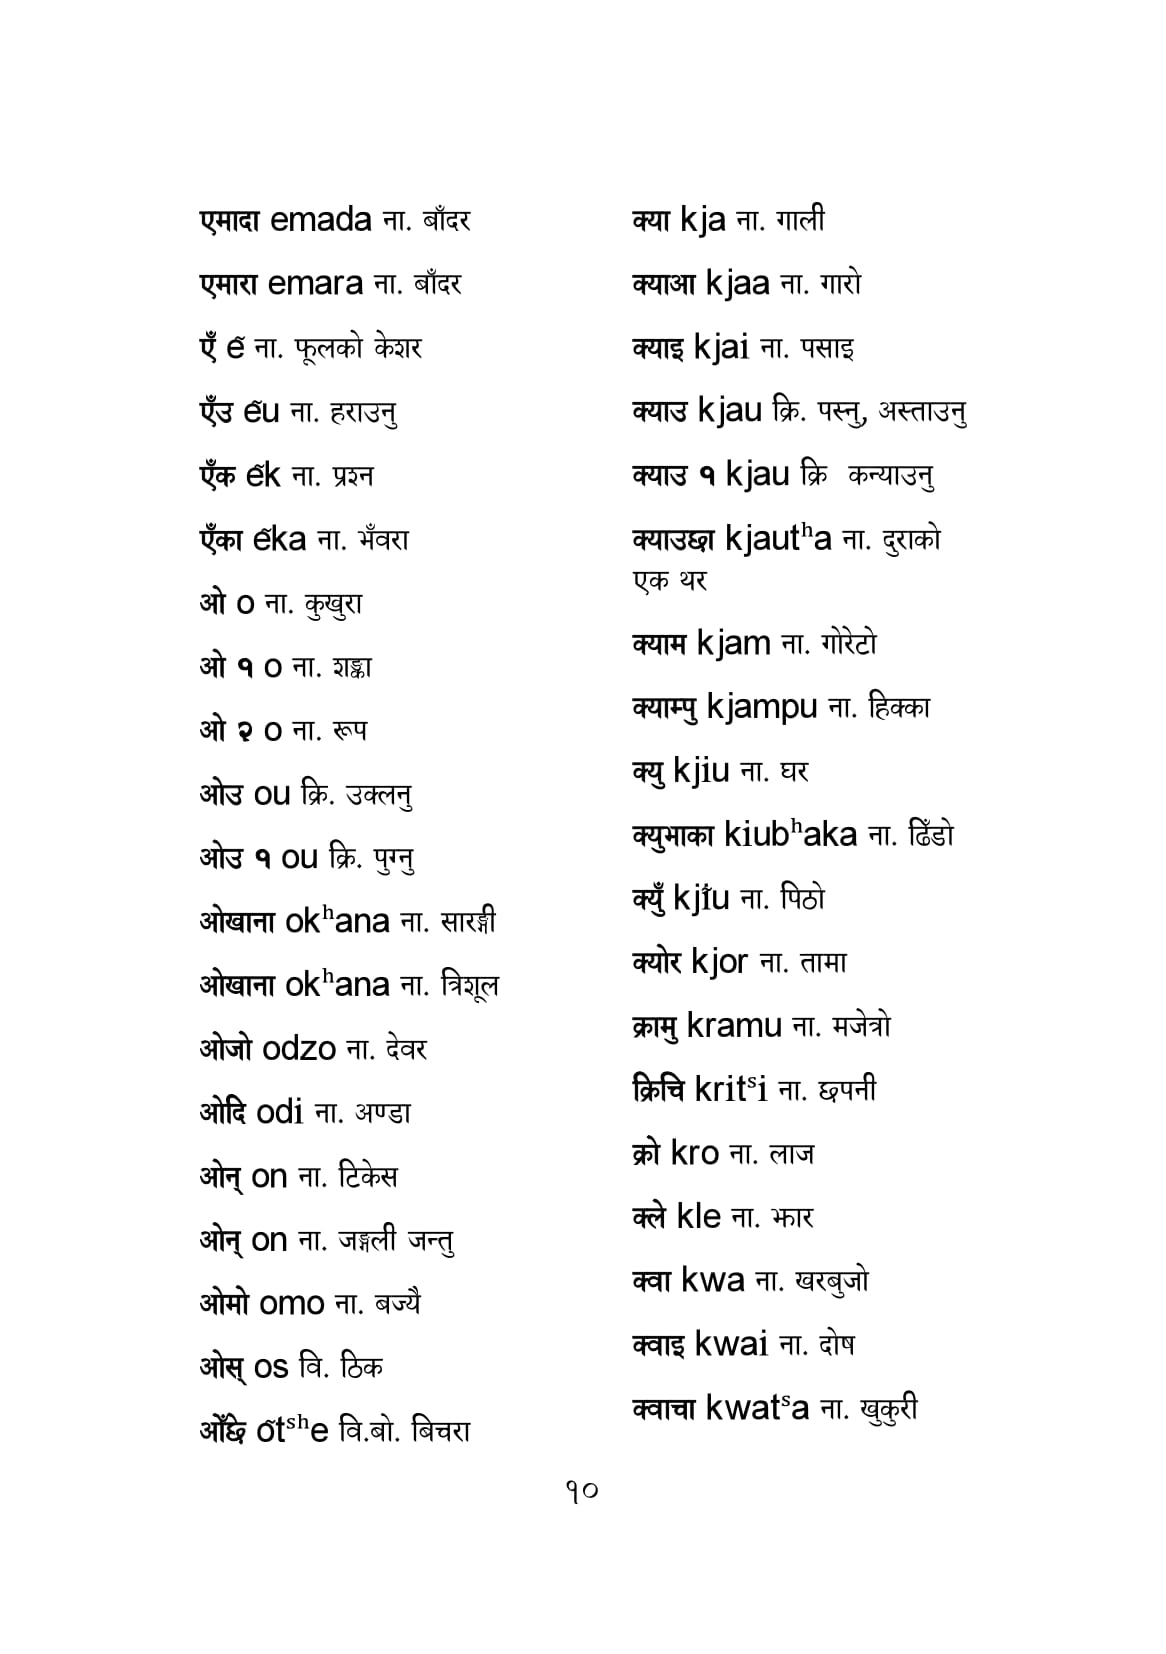 एमादा emada ना. बाँदर
एमारा emara ना. बाँदर
एँ ẽ ना. फूलको केशर
एँउ ẽu ना. हराउनु
एँक ẽk ना. प्रश्न
एँका ẽka ना. भँवरा
ओ o ना. कुखुरा
ओ १ o ना. शङ्का
ओ २ o ना. रूप
ओउ ou क्रि. उक्लनु
ओउ १ ou क्रि. पुग्नु
ओखाना okʰana ना. सारङ्गी
ओखाना okʰana ना. त्रिशूल
ओजो odzo ना. देवर
ओदि odi ना. अण्डा
ओन् on ना. टिकेस
ओन् on ना. जङ्गली जन्तु
ओमो omo ना. बज्यै
ओस् os वि. ठिक
ओँछे õtˢʰe वि.बो. बिचरा
क्या kja ना. गाली
क्याआ kjaa ना. गारो
क्याइ kjai ना. पसाइ
क्याउ kjau क्रि. पस्नु, अस्ताउनु
क्याउ १ kjau क्रि कन्याउनु
क्याउछा kjautʰa ना. दुराको
एक थर
क्याम kjam ना. गोरेटो
क्याम्पु kjampu ना. हिक्का
क्यु kjiu ना. घर
क्युभाका kiubʰaka ना. ढिँडो
क्युँ kjĩu ना. पिठो
क्योर kjor ना. तामा
क्रामु kramu ना. मजेत्रो
क्रिचि kritˢi ना. छपनी
क्रो kro ना. लाज
क्ले kle ना. झार
क्वा kwa ना. खरबुजो
क्वाइ kwai ना. दोष
क्वाचा kwatˢa ना. खुकुरी
१०